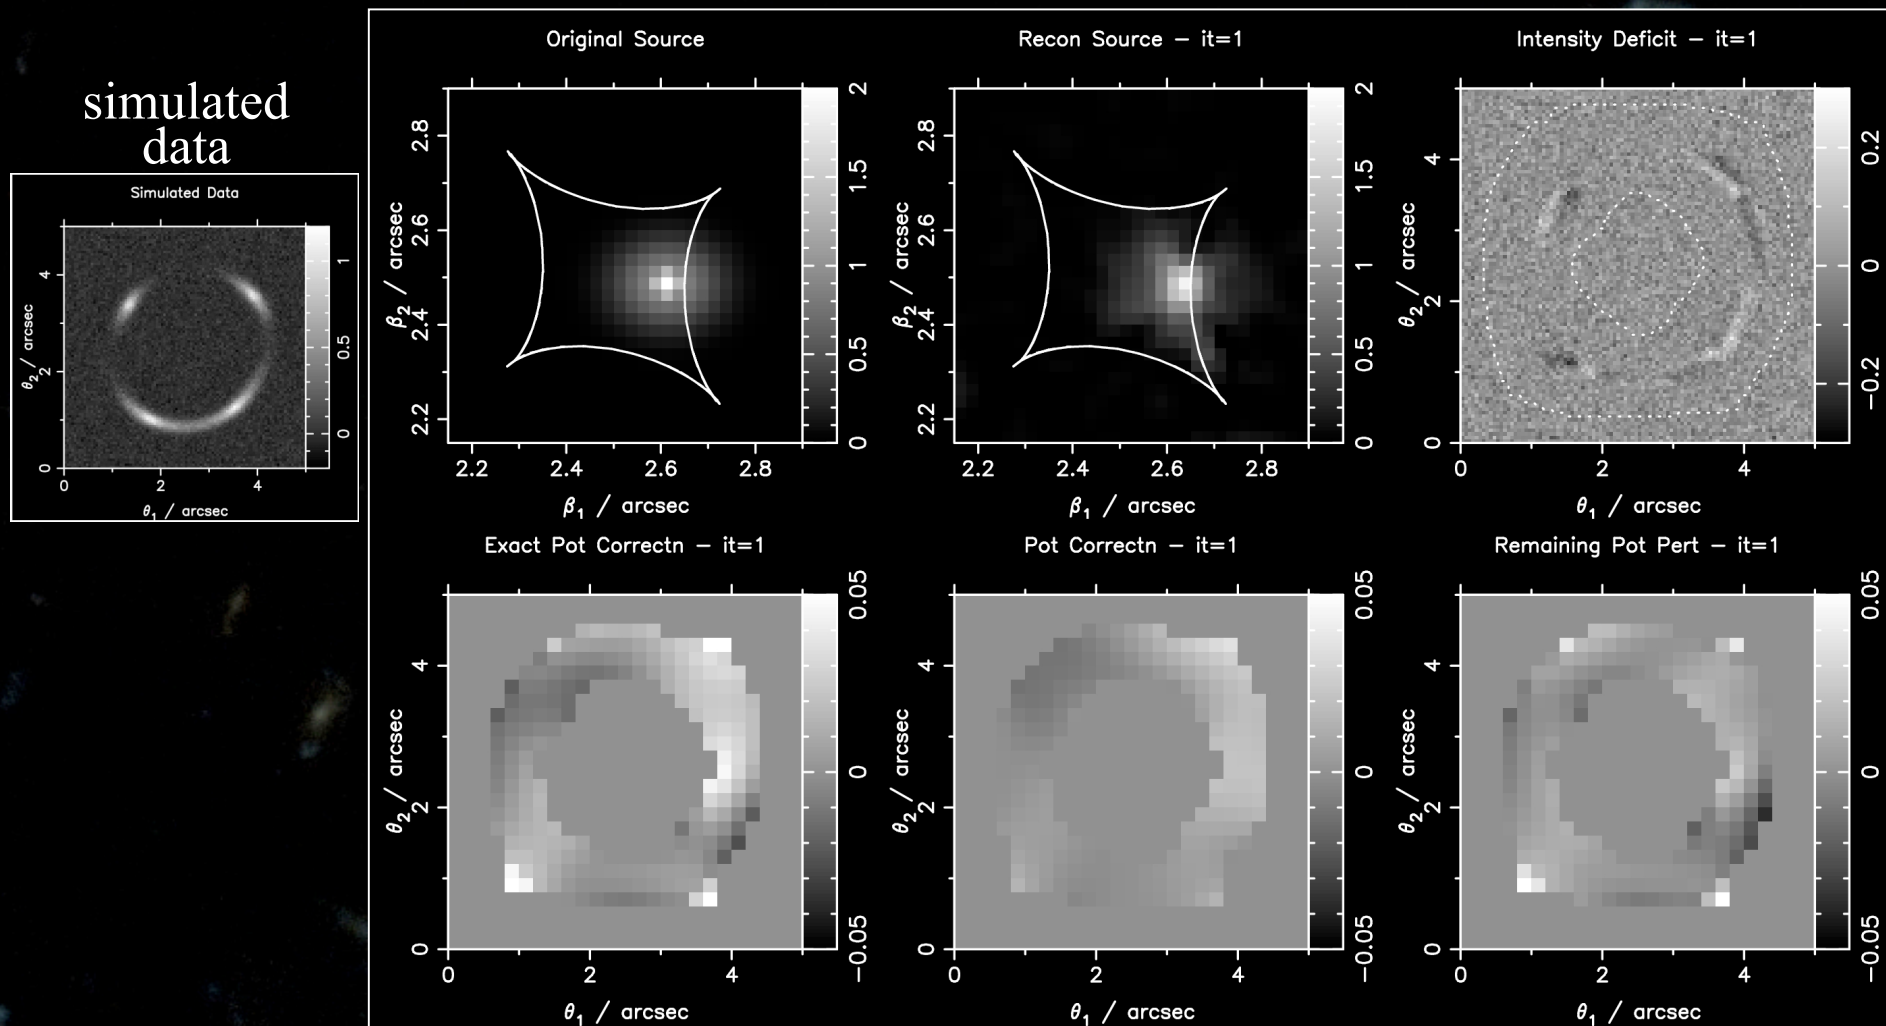 simulated
data
Simulated Data
1
0.5
0
4
2
0
θ2 / arcsec
0 2 4
θ1 / arcsec
Original Source
2
1.5
1
0.5
0
2.8
2.6
2.4
2.2
β2 / arcsec
2.2 2.4 2.6 2.8
β1 / arcsec
Recon Source – it=1
2
1.5
1
0.5
0
2.8
2.6
2.4
2.2
β2 / arcsec
2.2 2.4 2.6 2.8
β1 / arcsec
Intensity Deficit – it=1
0.2
0
−0.2
4
2
0
θ2 / arcsec
0 2 4
θ1 / arcsec
Exact Pot Correctn – it=1
0.05
0
−0.05
4
2
0
θ2 / arcsec
0 2 4
θ1 / arcsec
Pot Correctn – it=1
0.05
0
−0.05
4
2
0
θ2 / arcsec
0 2 4
θ1 / arcsec
Remaining Pot Pert – it=1
0.05
0
−0.05
4
2
0
θ2 / arcsec
0 2 4
θ1 / arcsec